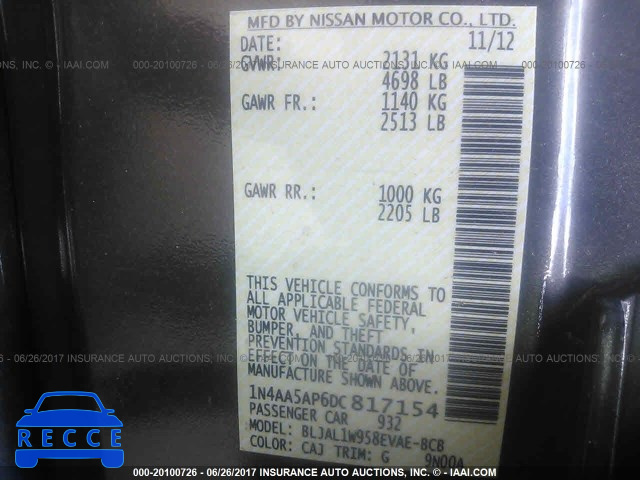 MFD BY NISSAN MOTOR CO., LTD.
DATE: 11/12
GVWR: 2131 KG
4698 LB
GAWR FR.: 1140 KG
2513 LB
GAWR RR.: 1000 KG
2205 LB
THIS VEHICLE CONFORMS TO
ALL APPLICABLE FEDERAL
MOTOR VEHICLE SAFETY,
BUMPER, AND THEFT
PREVENTION STANDARDS IN
EFFECT ON THE DATE OF
MANUFACTURE SHOWN ABOVE.
1N4AA5AP6DC817154
PASSENGER CAR 932
MODEL: BLJAL1W958EVAE-BCB
COLOR: CAJ TRIM: G 9N00A
000-20100726 - 06/26/2017 INSURANCE AUTO AUCTIONS, INC. - © IAAI.COM
RECCE